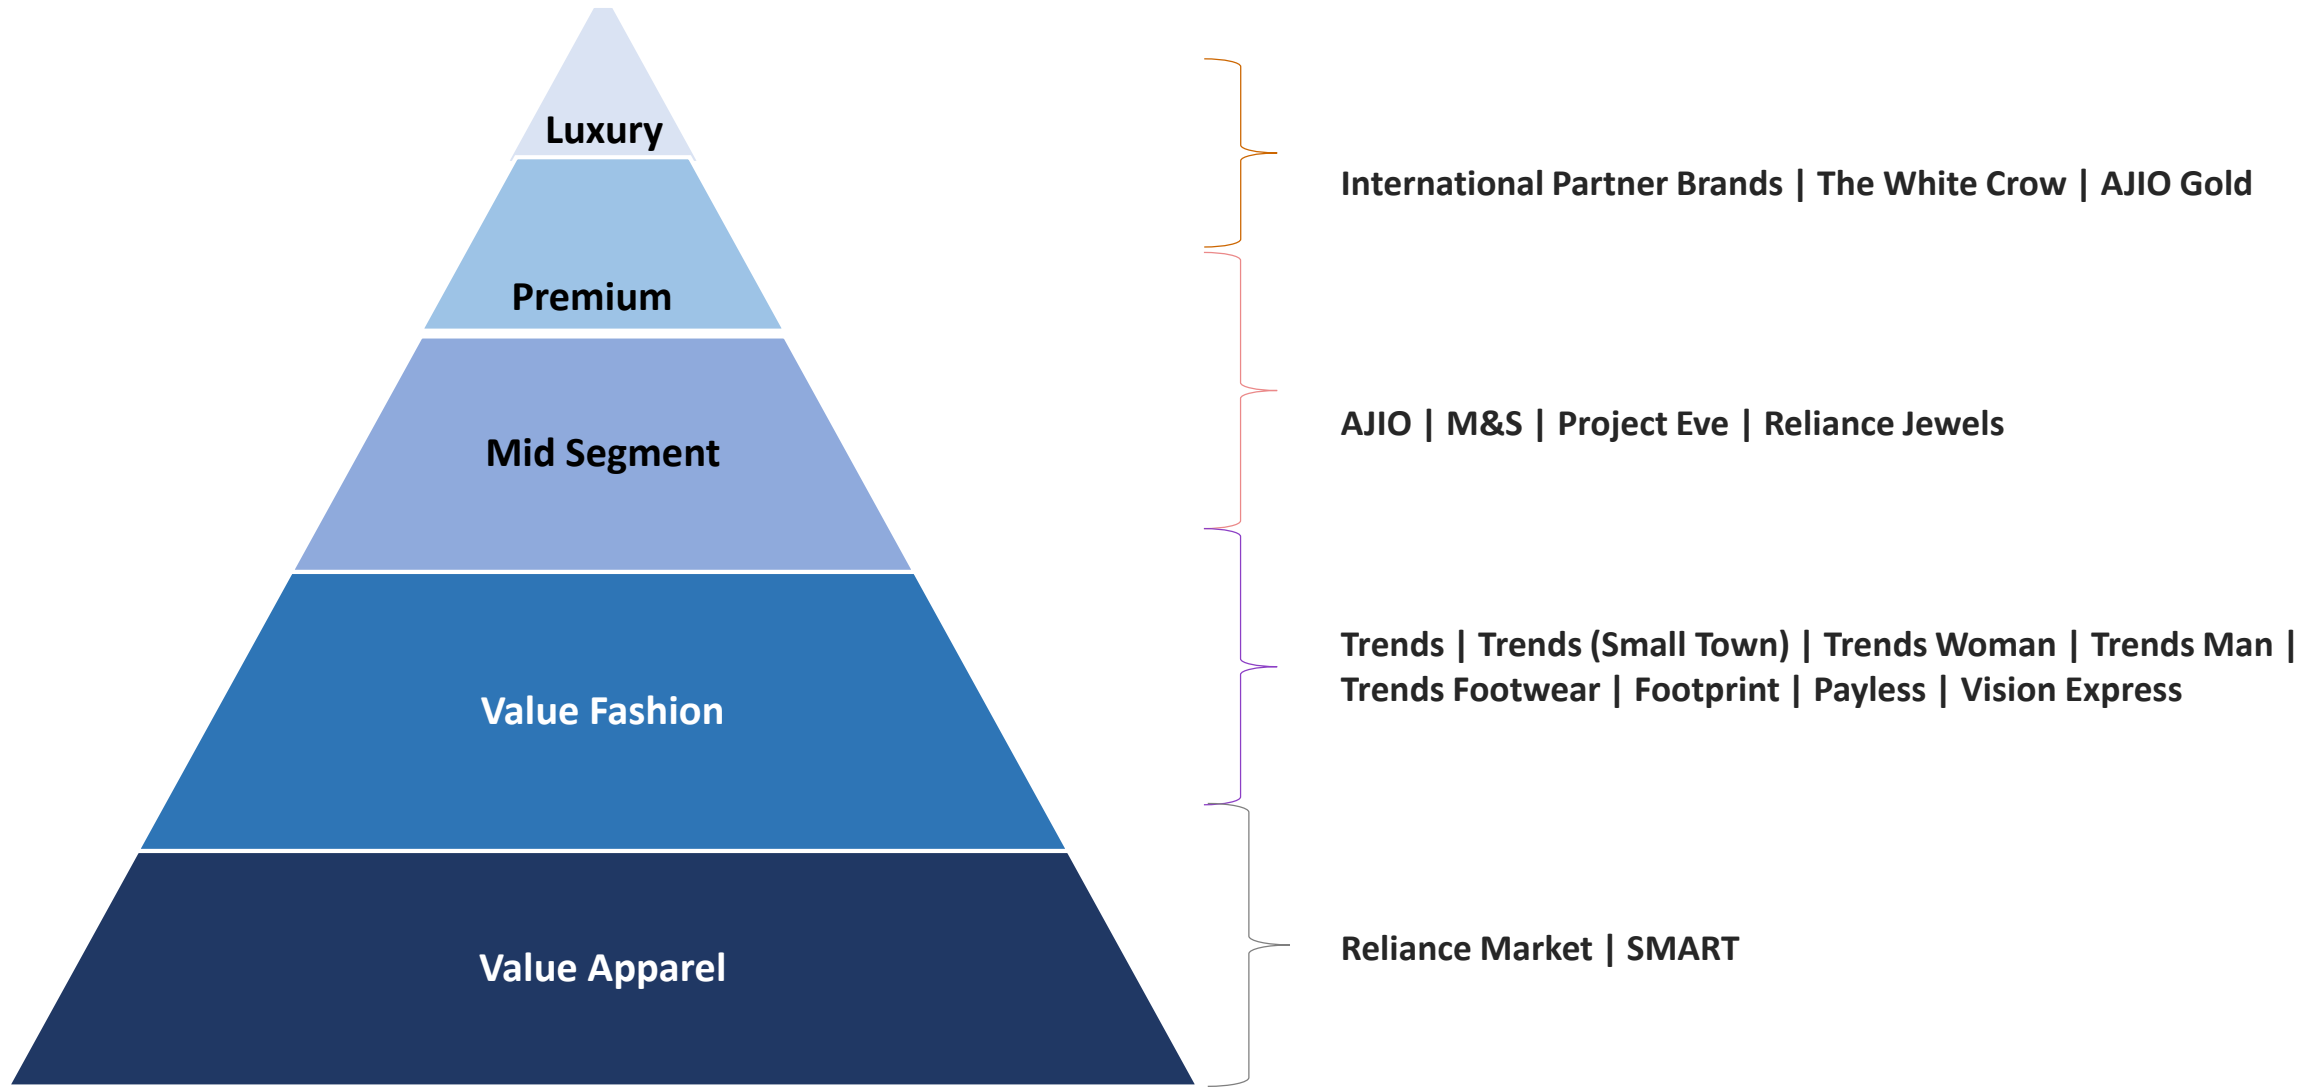 Luxury
International Partner Brands | The White Crow | AJIO Gold
Premium
AJIO | M&S | Project Eve | Reliance Jewels
Mid Segment
Trends | Trends (Small Town) | Trends Woman | Trends Man |
Trends Footwear | Footprint | Payless | Vision Express
Value Fashion
Reliance Market | SMART
Value Apparel